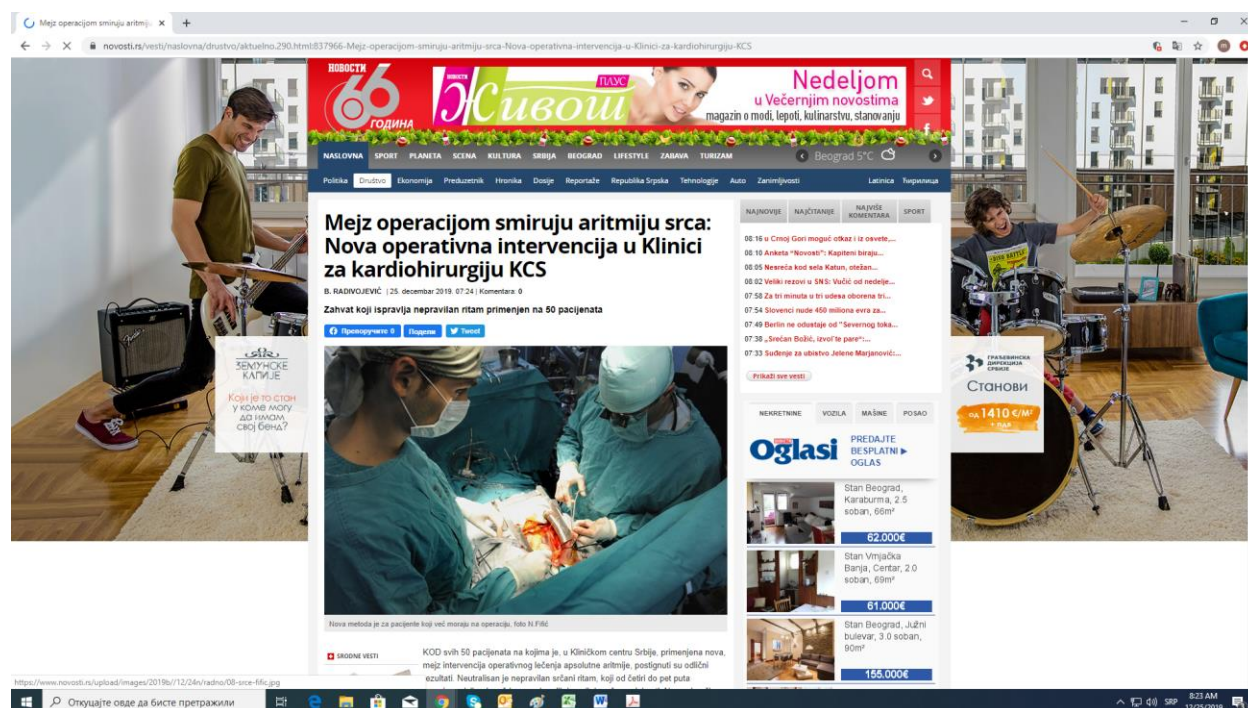 Mejz operacijom smiruju aritmiju
novosti.rs/vesti/naslovna/drustvo/aktuelno.290.html:837966-Mejz-operacijom-smiruju-aritmiju-srca-Nova-operativna-intervencija-u-Klinici-za-kardiohirurgiju-KCS
НОВОСТИ
66
ГОДИНА
НОВОСТИ
ПЛУС
Живот
Nedeljom
u Večernjim novostima
magazin o modi, lepoti, kulinarstvu, stanovanju
NASLOVNA SPORT PLANETA SCENA KULTURA SRBIJA BEOGRAD LIFESTYLE ZABAVA TURIZAM
Beograd 5°C
Politika Društvo Ekonomija Preduzetnik Hronika Dosije Reportaže Republika Srpska Tehnologije Auto Zanimljivosti Latinica Ћирилица
Mejz operacijom smiruju aritmiju srca:
Nova operativna intervencija u Klinici
za kardiohirurgiju KCS
B. RADIVOJEVIĆ | 25. decembar 2019. 07:24 | Komentara: 0
Zahvat koji ispravlja nepravilan ritam primenjen na 50 pacijenata
Препоручите 0 Подели Tweet
Nova metoda je za pacijente koji već moraju na operaciju, foto N.Fifić
SRODNE VESTI
KOD svih 50 pacijenata na kojima je, u Kliničkom centru Srbije, primenjena nova,
mejz intervencija operativnog lečenja apsolutne aritmije, postignuti su odlični
rezultati. Neutralisan je nepravilan srčani ritam, koji od četiri do pet puta
NAJNOVIJE NAJČITANIJE NAJVIŠE KOMENTARA SPORT
08:16 u Crnoj Gori moguć otkaz i iz osvete,...
08:10 Anketa "Novosti": Kapiteni biraju...
08:05 Nesreća kod sela Katun, otežan...
08:02 Veliki rezovi u SNS: Vučić od nedelje...
07:58 Za tri minuta u tri udesa oborena tri...
07:54 Slovenci nude 450 miliona evra za...
07:49 Berlin ne odustaje od "Severnog toka...
07:38 „Srećan Božić, izvol'te pare":...
07:33 Suđenje za ubistvo Jelene Marjanović:...
Prikaži sve vesti
NEKRETNINE VOZILA MAŠINE POSAO
Oglasi
PREDAJTE
BESPLATNI
OGLAS
Stan Beograd,
Karaburma, 2.5
soban, 66m²
62.000€
Stan Vrnjačka
Banja, Centar, 2.0
soban, 69m²
61.000€
Stan Beograd, Južni
bulevar, 3.0 soban,
90m²
155.000€
ЗЕМУНСКЕ
КАПИЈЕ
Који је то стан
у коме могу
да имам
свој бенд?
ГРАЂЕВИНСКА
ДИРЕКЦИЈА
СРБИЈЕ
Станови
од 1410 €/м²
+ ПДВ
Fender
https://www.novosti.rs/upload/images/2019b//12/24n/radno/08-srce-fific.jpg
Откуцајте овде да бисте претражили
SRP
8:23 AM
12/25/2019